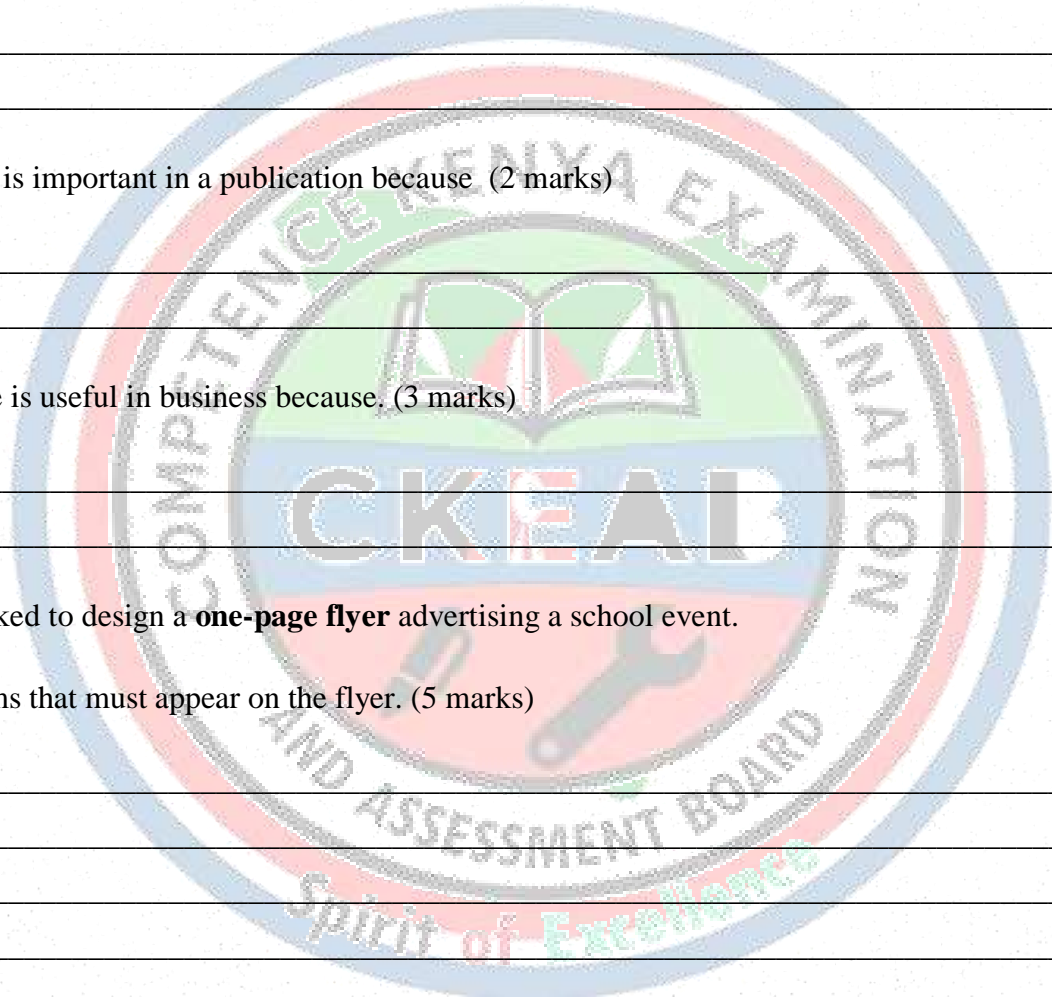 is important in a publication because (2 marks)
is useful in business because. (3 marks)
ked to design a one-page flyer advertising a school event.
ns that must appear on the flyer. (5 marks)
COMPETENCE KENYA EXAMINATION
CKEAB
AND ASSESSMENT BOARD
Spirit of Excellence